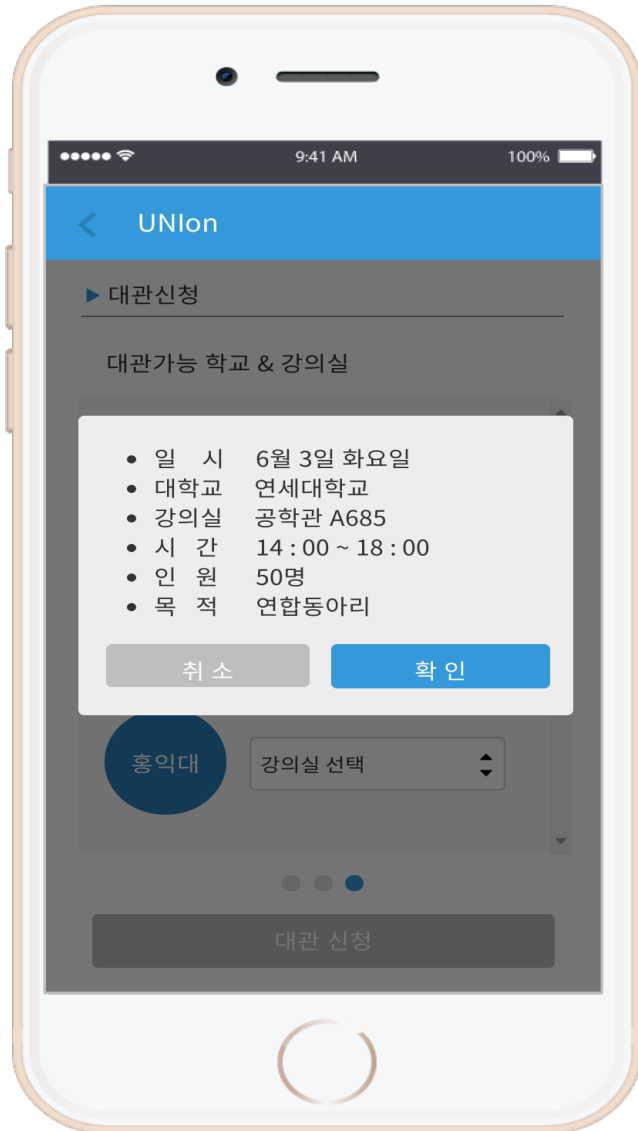 9:41 AM 100%
UNIon
대관신청
대관가능 학교 & 강의실
일 시 6월 3일 화요일
대학교 연세대학교
강의실 공학관 A685
시 간 14 : 00 ~ 18 : 00
인 원 50명
목 적 연합동아리
취 소 확 인
홍익대 강의실 선택
대관 신청